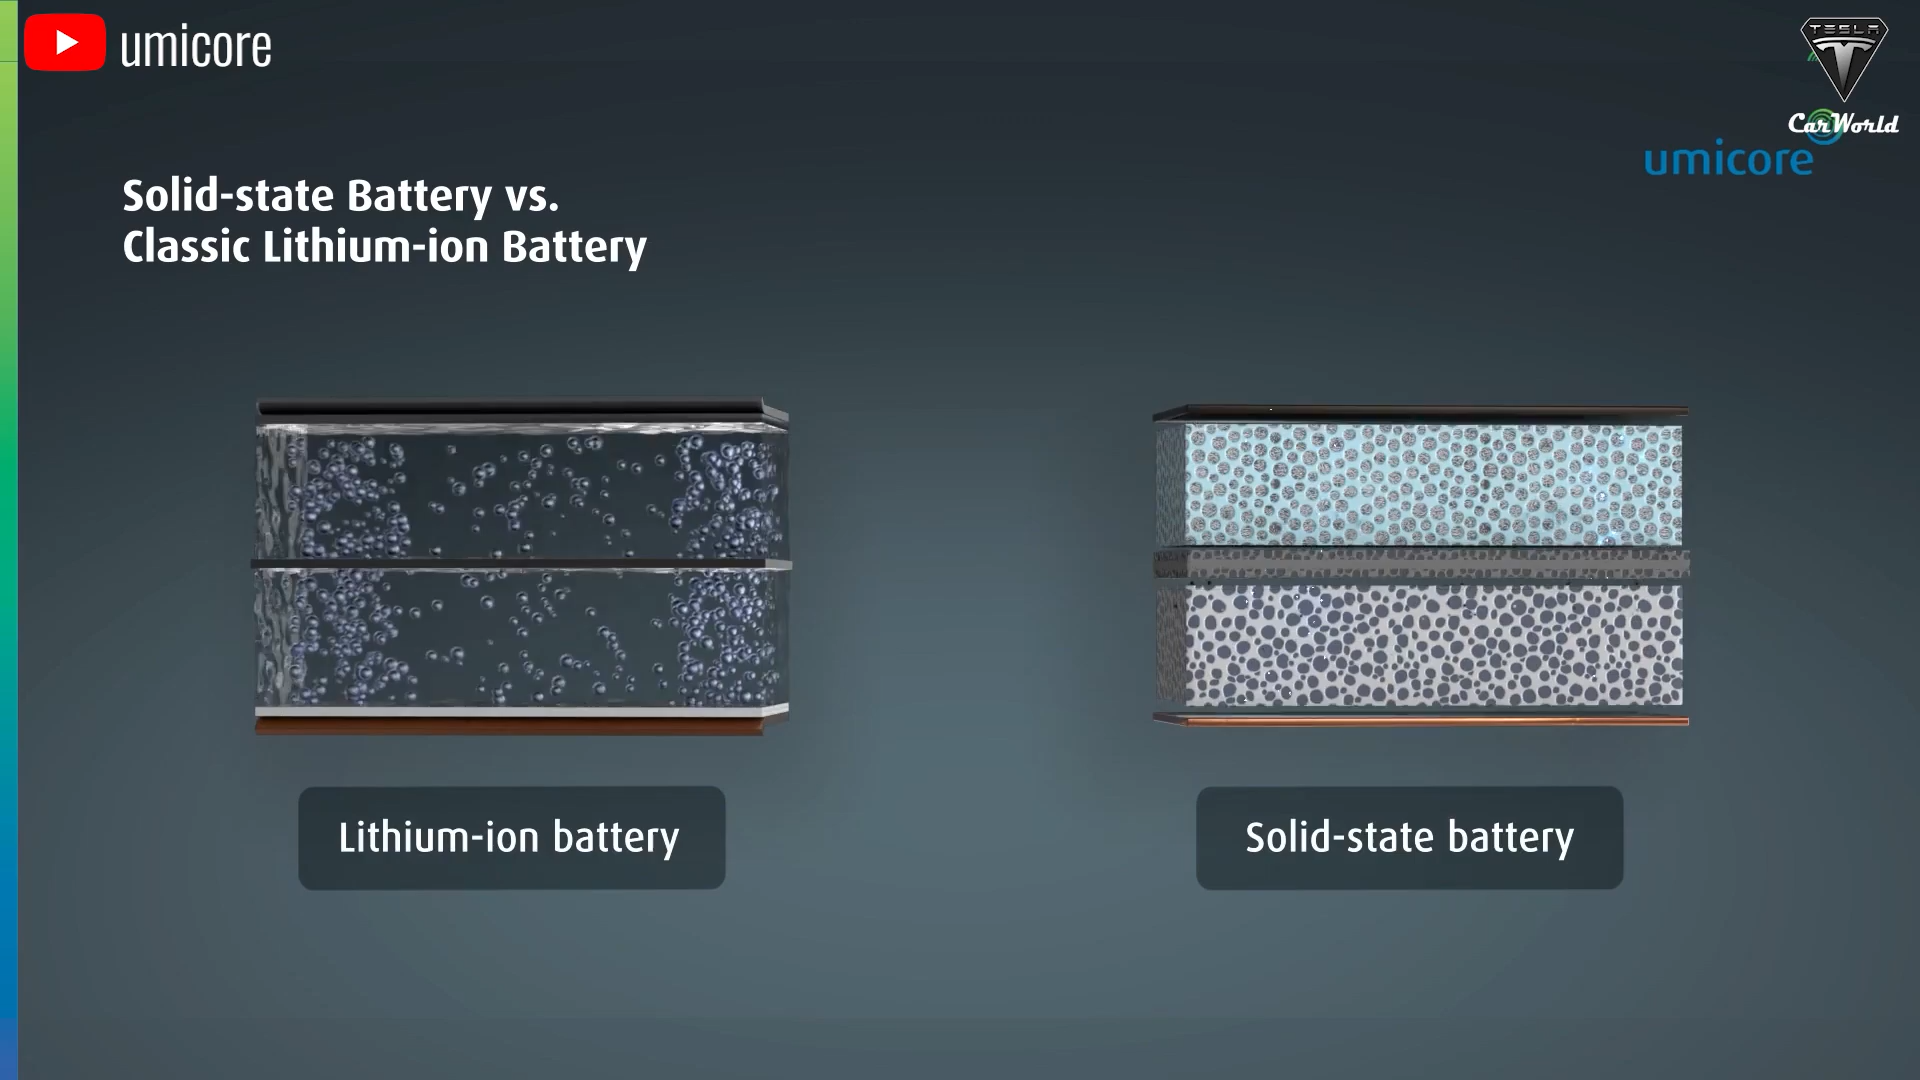 umicore
TESLA
CarWorld
umicore
Solid-state Battery vs.
Classic Lithium-ion Battery
Lithium-ion battery
Solid-state battery